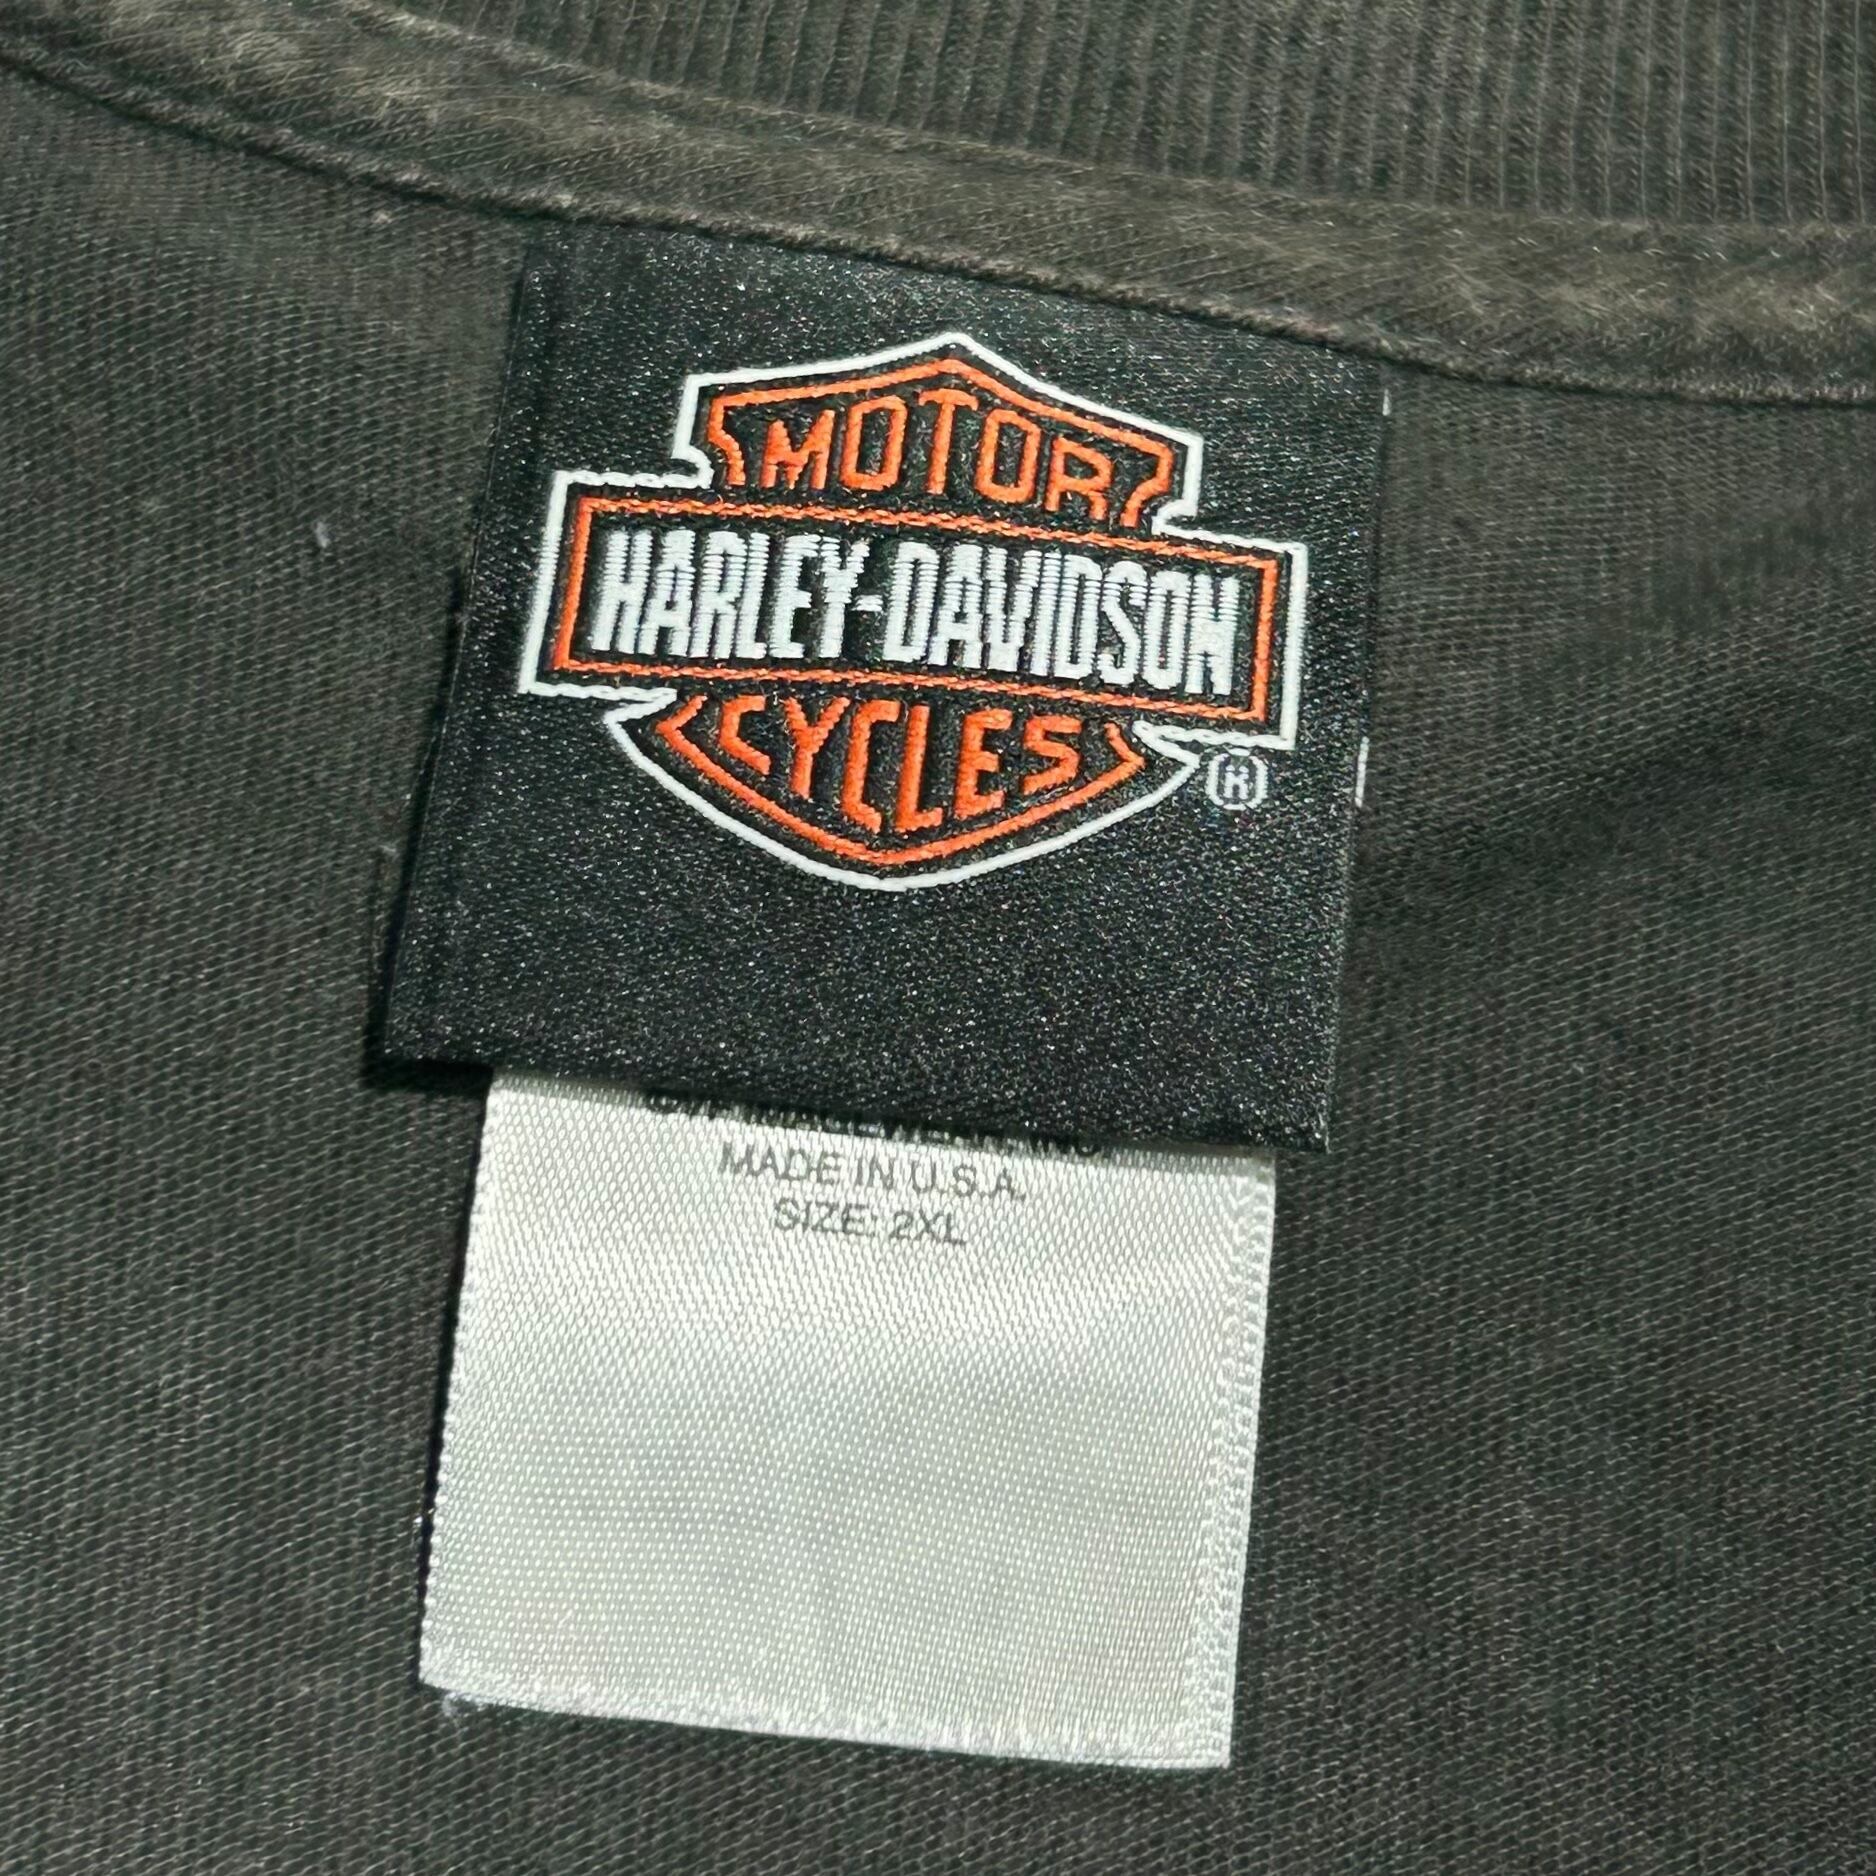 MOTOR
HARLEY-DAVIDSON
CYCLES
®
MADE IN U.S.A.
SIZE: 2XL